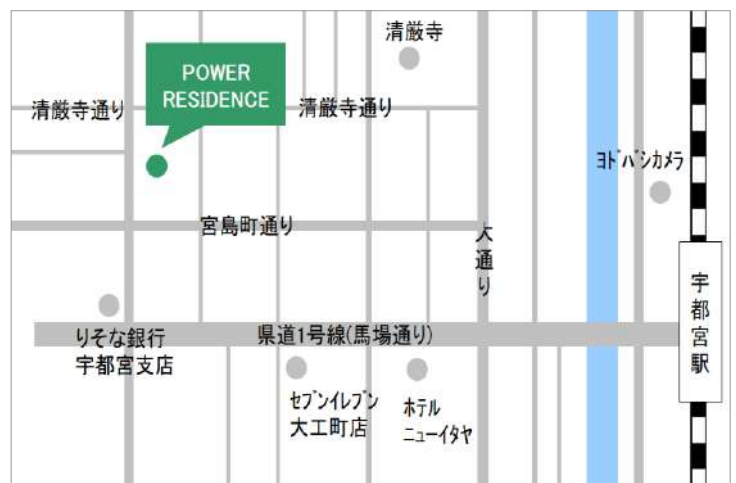 清厳寺
POWER
RESIDENCE
清厳寺通り
清厳寺通り
ﾖﾄﾞﾊﾞｼｶﾒﾗ
宮島町通り
大通り
宇都宮駅
県道1号線(馬場通り)
りそな銀行
宇都宮支店
ｾﾌﾞﾝｲﾚﾌﾞﾝ
大工町店
ﾎﾃﾙ
ﾆｭｰｲﾀﾔ